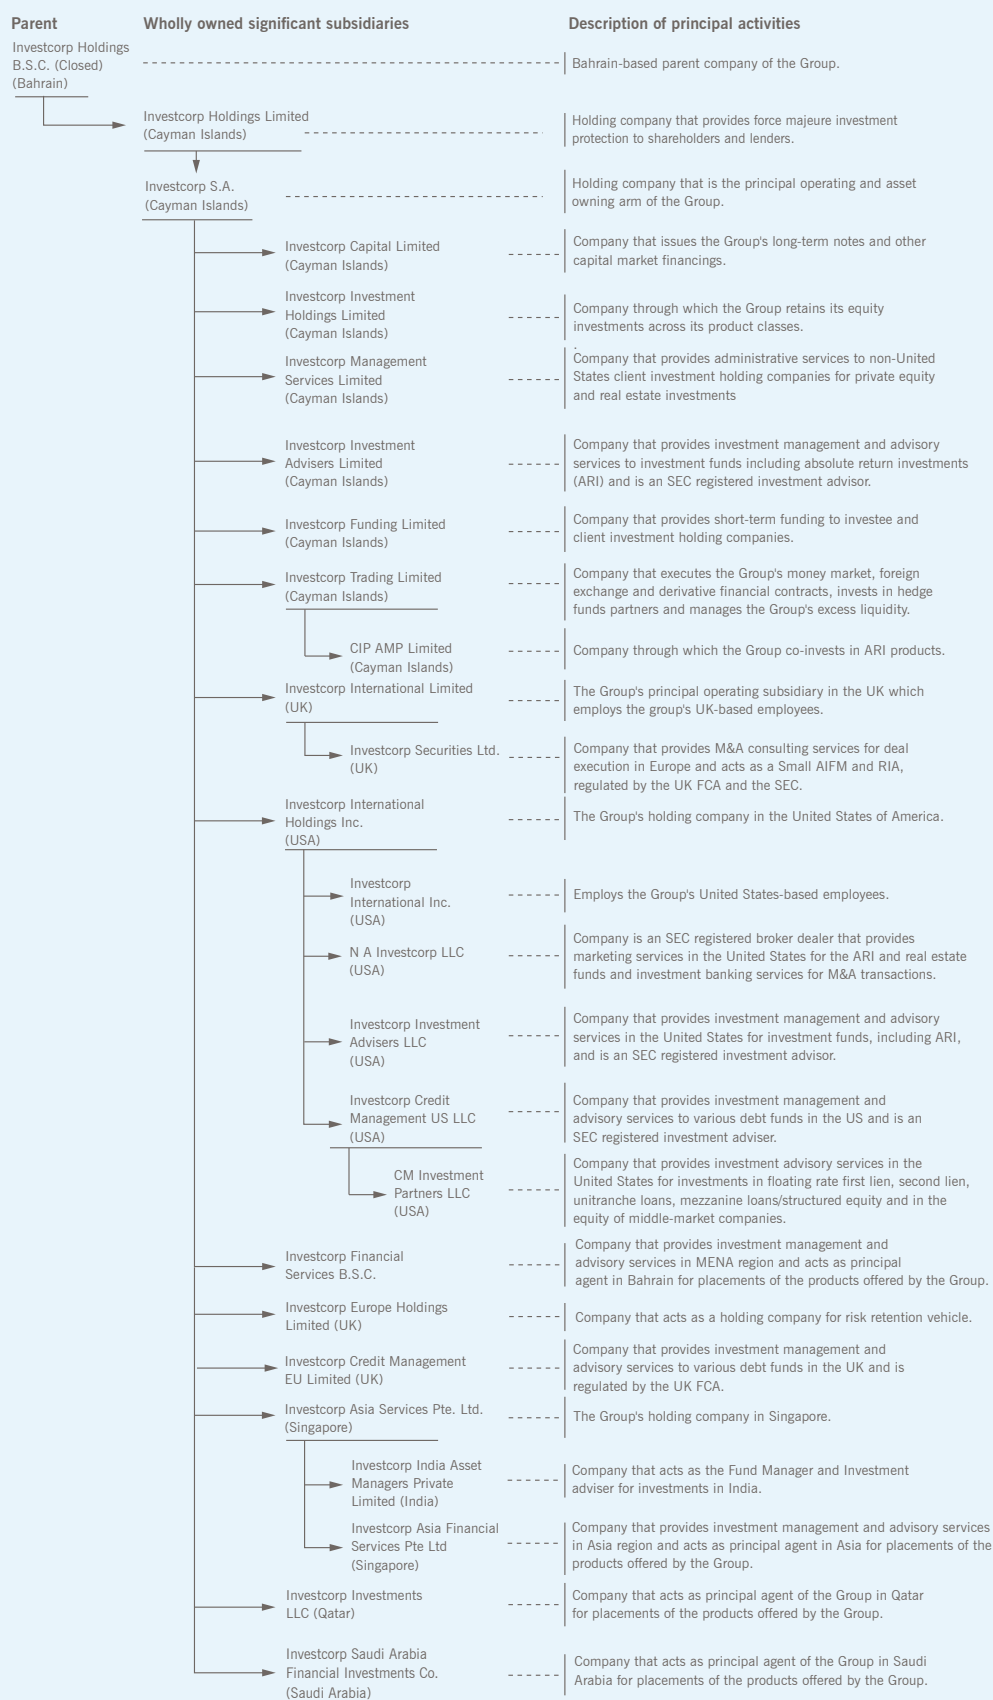 Parent
Wholly owned significant subsidiaries
Description of principal activities
Investcorp Holdings
B.S.C. (Closed)
(Bahrain)
Bahrain-based parent company of the Group.
Investcorp Holdings Limited
(Cayman Islands)
Holding company that provides force majeure investment
protection to shareholders and lenders.
Investcorp S.A.
(Cayman Islands)
Holding company that is the principal operating and asset
owning arm of the Group.
Investcorp Capital Limited
(Cayman Islands)
Company that issues the Group's long-term notes and other
capital market financings.
Investcorp Investment
Holdings Limited
(Cayman Islands)
Company through which the Group retains its equity
investments across its product classes.
.
Investcorp Management
Services Limited
(Cayman Islands)
Company that provides administrative services to non-United
States client investment holding companies for private equity
and real estate investments
Investcorp Investment
Advisers Limited
(Cayman Islands)
Company that provides investment management and advisory
services to investment funds including absolute return investments
(ARI) and is an SEC registered investment advisor.
Investcorp Funding Limited
(Cayman Islands)
Company that provides short-term funding to investee and
client investment holding companies.
Investcorp Trading Limited
(Cayman Islands)
Company that executes the Group's money market, foreign
exchange and derivative financial contracts, invests in hedge
funds partners and manages the Group's excess liquidity.
CIP AMP Limited
(Cayman Islands)
Company through which the Group co-invests in ARI products.
Investcorp International Limited
(UK)
The Group's principal operating subsidiary in the UK which
employs the group's UK-based employees.
Investcorp Securities Ltd.
(UK)
Company that provides M&A consulting services for deal
execution in Europe and acts as a Small AIFM and RIA,
regulated by the UK FCA and the SEC.
Investcorp International
Holdings Inc.
(USA)
The Group's holding company in the United States of America.
Investcorp
International Inc.
(USA)
Employs the Group's United States-based employees.
N A Investcorp LLC
(USA)
Company is an SEC registered broker dealer that provides
marketing services in the United States for the ARI and real estate
funds and investment banking services for M&A transactions.
Investcorp Investment
Advisers LLC
(USA)
Company that provides investment management and advisory
services in the United States for investment funds, including ARI,
and is an SEC registered investment advisor.
Investcorp Credit
Management US LLC
(USA)
Company that provides investment management and
advisory services to various debt funds in the US and is an
SEC registered investment adviser.
CM Investment
Partners LLC
(USA)
Company that provides investment advisory services in the
United States for investments in floating rate first lien, second lien,
unitranche loans, mezzanine loans/structured equity and in the
equity of middle-market companies.
Investcorp Financial
Services B.S.C.
Company that provides investment management and
advisory services in MENA region and acts as principal
agent in Bahrain for placements of the products offered by the Group.
Investcorp Europe Holdings
Limited (UK)
Company that acts as a holding company for risk retention vehicle.
Investcorp Credit Management
EU Limited (UK)
Company that provides investment management and
advisory services to various debt funds in the UK and is
regulated by the UK FCA.
Investcorp Asia Services Pte. Ltd.
(Singapore)
The Group's holding company in Singapore.
Investcorp India Asset
Managers Private
Limited (India)
Company that acts as the Fund Manager and Investment
adviser for investments in India.
Investcorp Asia Financial
Services Pte Ltd
(Singapore)
Company that provides investment management and advisory services
in Asia region and acts as principal agent in Asia for placements of the
products offered by the Group.
Investcorp Investments
LLC (Qatar)
Company that acts as principal agent of the Group in Qatar
for placements of the products offered by the Group.
Investcorp Saudi Arabia
Financial Investments Co.
(Saudi Arabia)
Company that acts as principal agent of the Group in Saudi
Arabia for placements of the products offered by the Group.